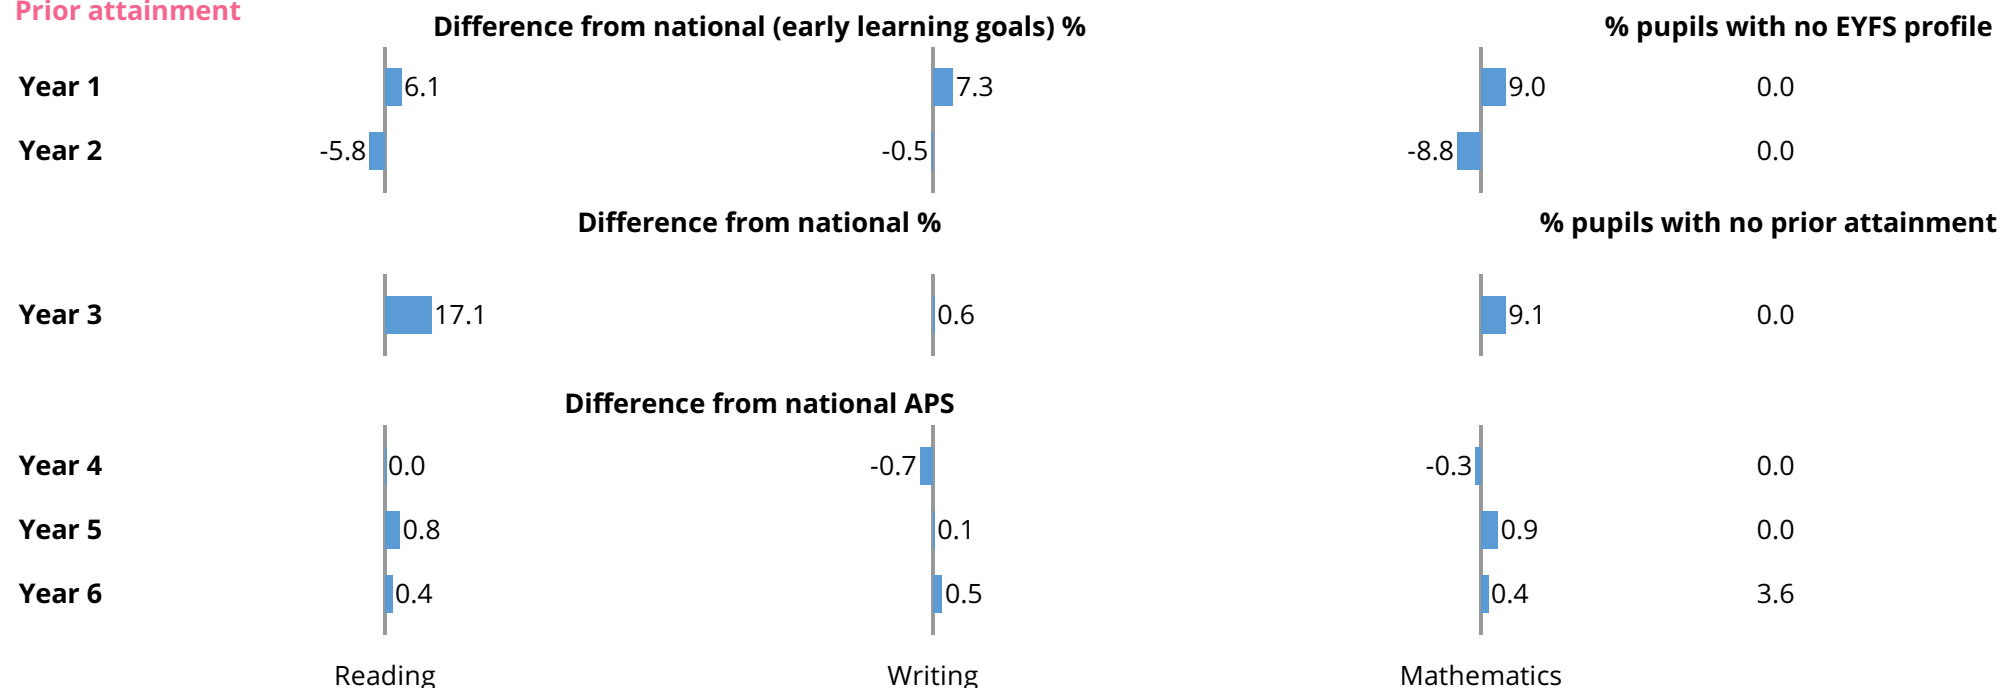 Prior attainment
Difference from national (early learning goals) % % pupils with no EYFS profile
Year 1 6.1 7.3 9.0 0.0
Year 2 -5.8 -0.5 -8.8 0.0
Difference from national % % pupils with no prior attainment
Year 3 17.1 0.6 9.1 0.0
Difference from national APS
Year 4 0.0 -0.7 -0.3 0.0
Year 5 0.8 0.1 0.9 0.0
Year 6 0.4 0.5 0.4 3.6
Reading Writing Mathematics